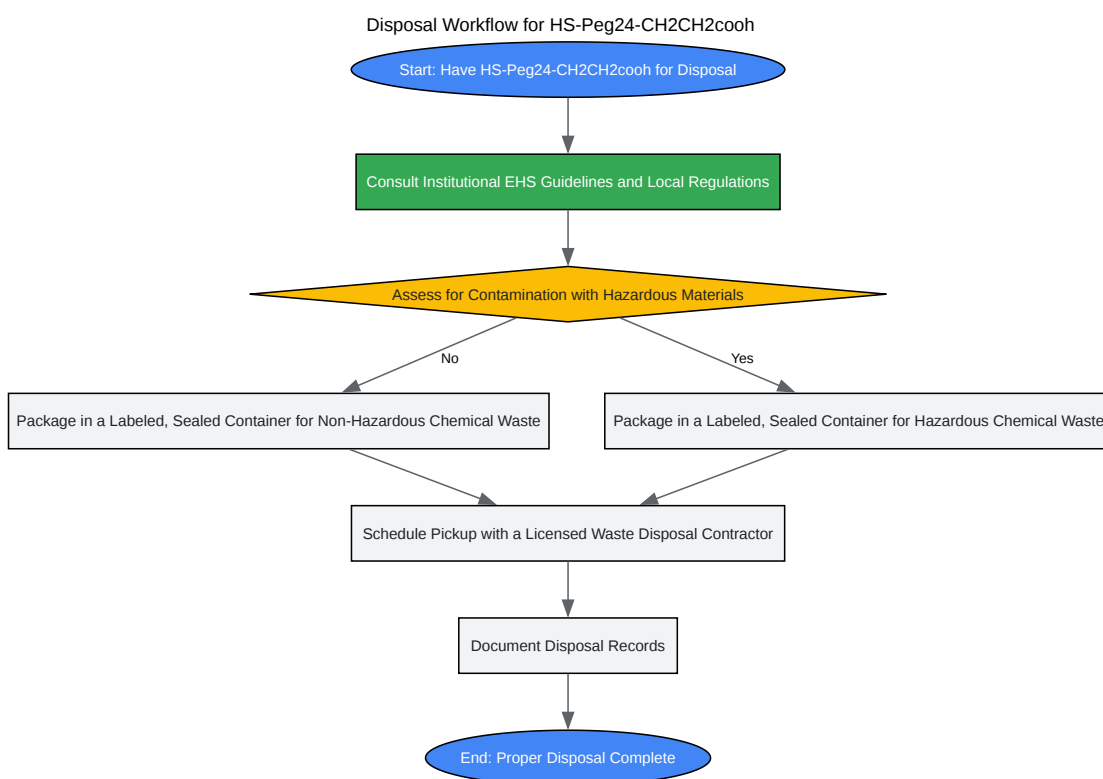 Disposal Workflow for HS-Peg24-CH2CH2cooh
Start: Have HS-Peg24-CH2CH2cooh for Disposal
Consult Institutional EHS Guidelines and Local Regulations
Assess for Contamination with Hazardous Materials
No
Yes
Package in a Labeled, Sealed Container for Non-Hazardous Chemical Waste
Package in a Labeled, Sealed Container for Hazardous Chemical Waste
Schedule Pickup with a Licensed Waste Disposal Contractor
Document Disposal Records
End: Proper Disposal Complete